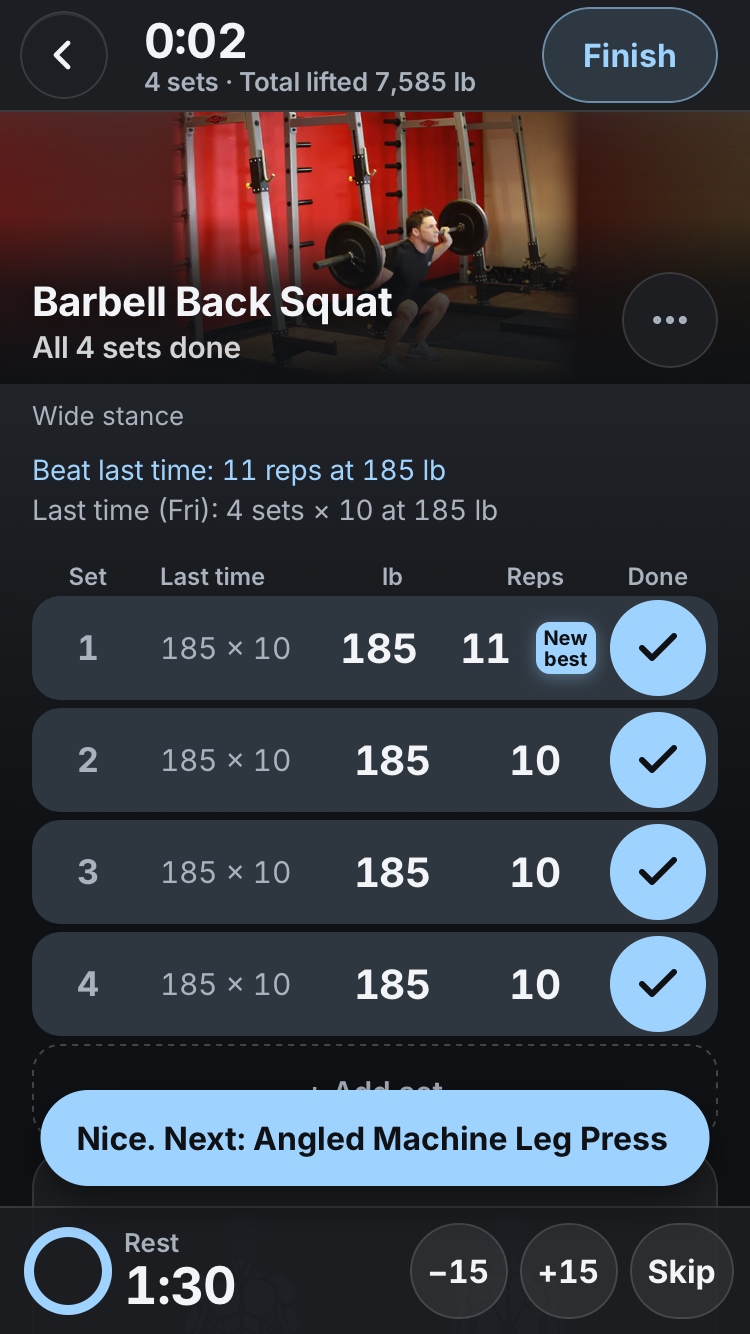 0:02
4 sets · Total lifted 7,585 lb
Finish
Barbell Back Squat
All 4 sets done
Wide stance
Beat last time: 11 reps at 185 lb
Last time (Fri): 4 sets × 10 at 185 lb
Set Last time lb Reps Done
1 185 × 10 185 11 New best
2 185 × 10 185 10
3 185 × 10 185 10
4 185 × 10 185 10
+ Add set
Nice. Next: Angled Machine Leg Press
Rest
1:30
−15 +15 Skip